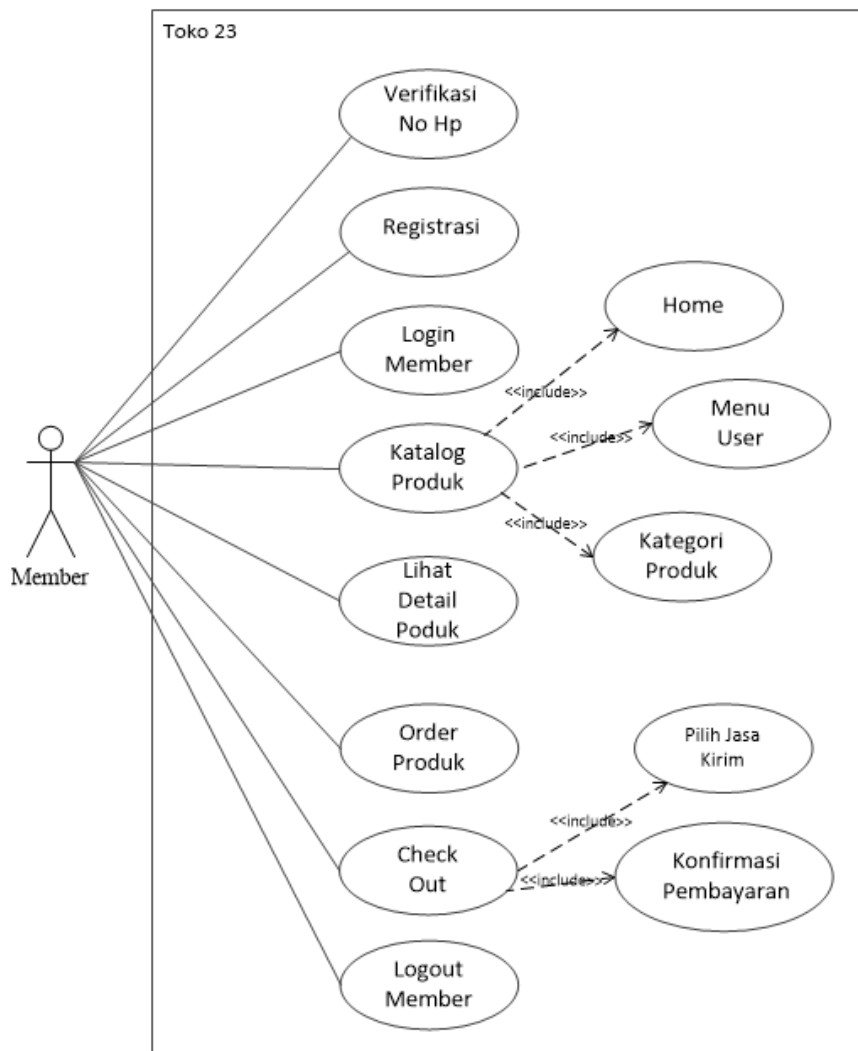 Toko 23
Verifikasi
No Hp
Registrasi
Home
Login
Member
<<include>>
Menu
User
<<include>>
Katalog
Produk
<<include>>
Kategori
Produk
Member
Lihat
Detail
Poduk
Order
Produk
Pilih Jasa
Kirim
<<include>>
Check
Out
<<include>>
Konfirmasi
Pembayaran
Logout
Member